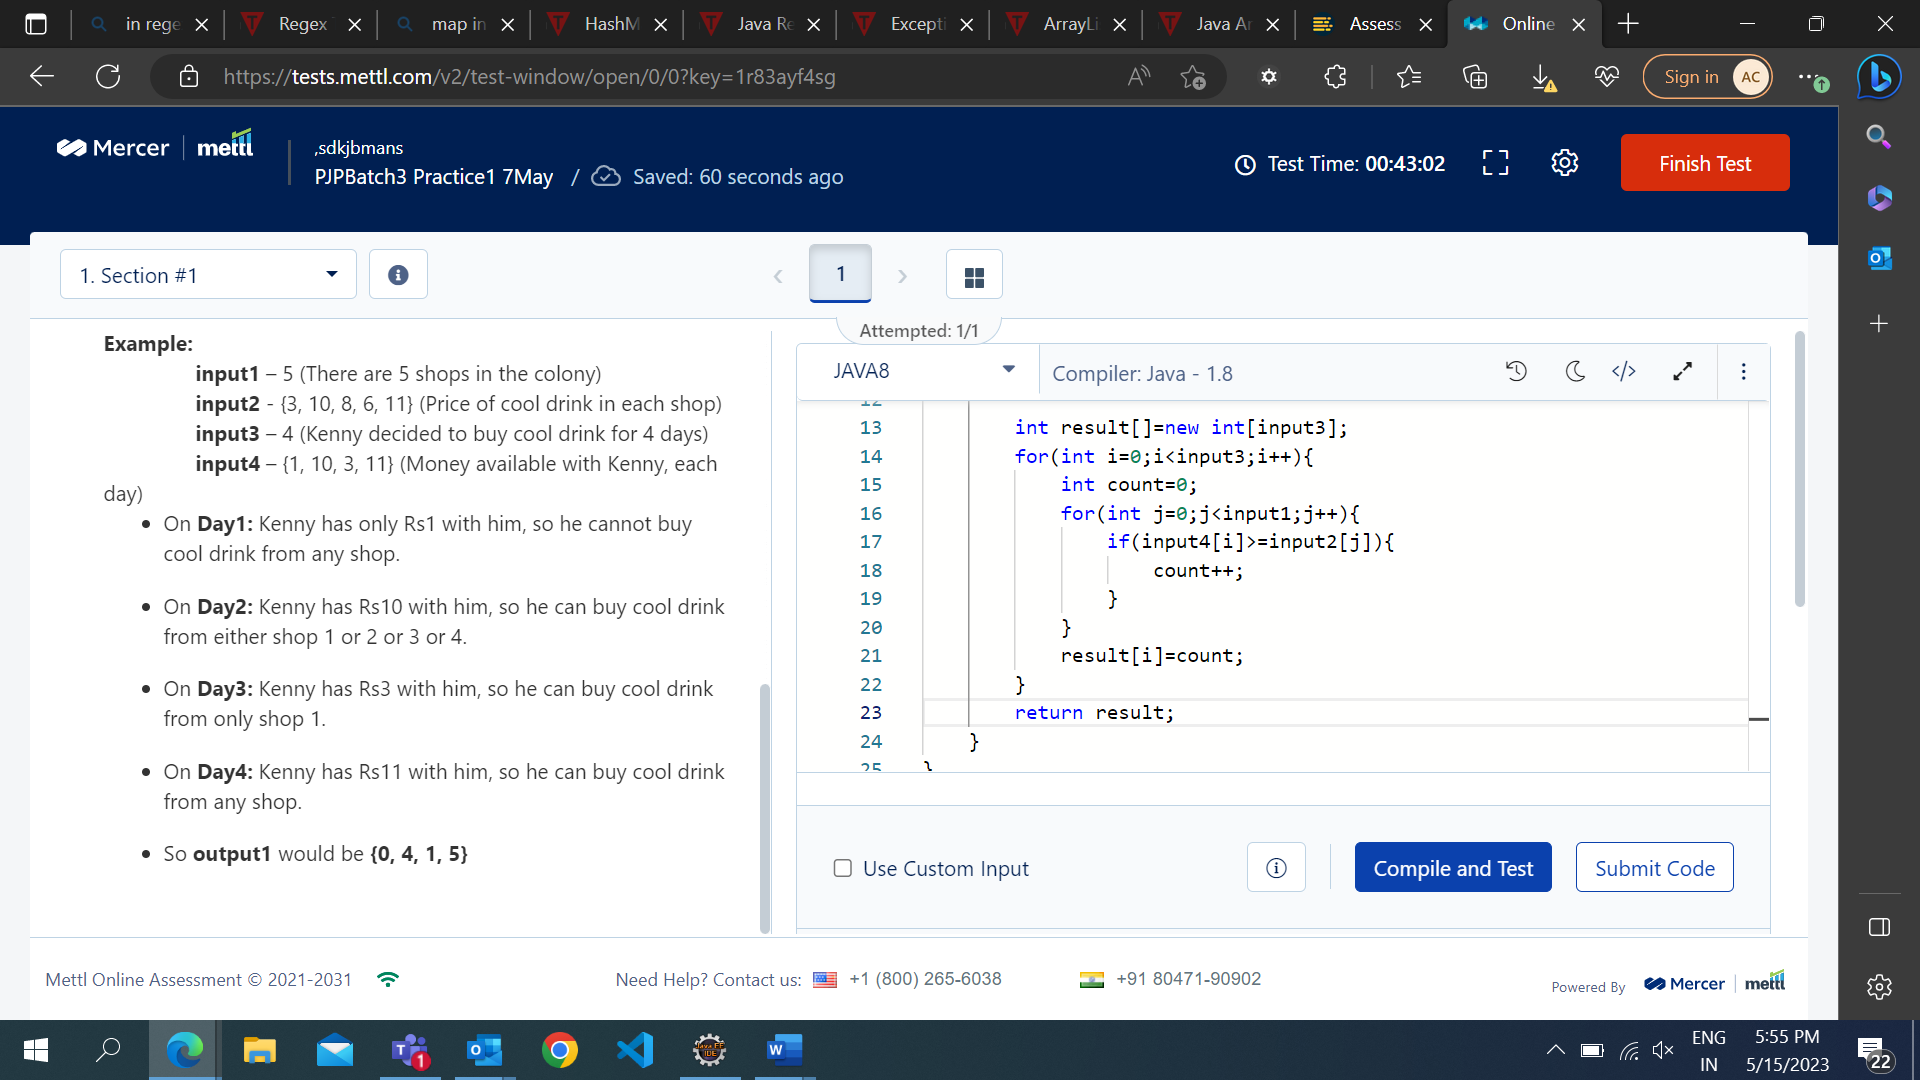 in rege
Regex
map in
HashM
Java Re
Excepti
ArrayLi
Java Ar
Assess
Online
https://tests.mettl.com/v2/test-window/open/0/0?key=1r83ayf4sg
Sign in AC
Mercer mettl
,sdkjbmans
PJPBatch3 Practice1 7May / Saved: 60 seconds ago
Test Time: 00:43:02
Finish Test
1. Section #1
1
Attempted: 1/1
Example:
input1 – 5 (There are 5 shops in the colony)
input2 - {3, 10, 8, 6, 11} (Price of cool drink in each shop)
input3 – 4 (Kenny decided to buy cool drink for 4 days)
input4 – {1, 10, 3, 11} (Money available with Kenny, each
day)
• On Day1: Kenny has only Rs1 with him, so he cannot buy
cool drink from any shop.
• On Day2: Kenny has Rs10 with him, so he can buy cool drink
from either shop 1 or 2 or 3 or 4.
• On Day3: Kenny has Rs3 with him, so he can buy cool drink
from only shop 1.
• On Day4: Kenny has Rs11 with him, so he can buy cool drink
from any shop.
• So output1 would be {0, 4, 1, 5}
JAVA8
Compiler: Java - 1.8
12
13 int result[]=new int[input3];
14 for(int i=0;i<input3;i++){
15 int count=0;
16 for(int j=0;j<input1;j++){
17 if(input4[i]>=input2[j]){
18 count++;
19 }
20 }
21 result[i]=count;
22 }
23 return result;
24 }
25 }
Use Custom Input
Compile and Test
Submit Code
Mettl Online Assessment © 2021-2031
Need Help? Contact us: +1 (800) 265-6038
+91 80471-90902
Powered By Mercer mettl
ENG
IN
5:55 PM
5/15/2023
22